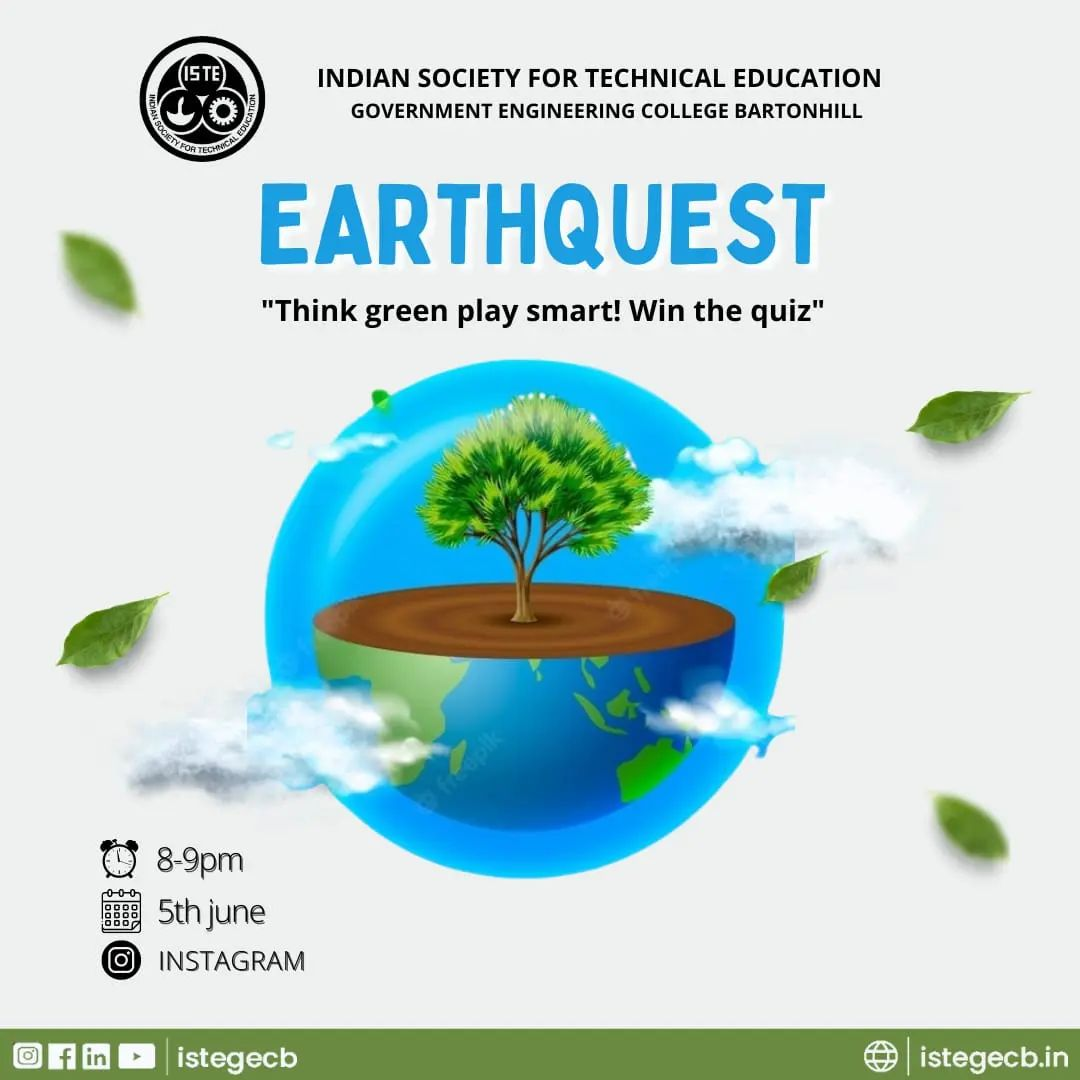 ISTE
INDIAN SOCIETY FOR TECHNICAL EDUCATION
INDIAN SOCIETY FOR TECHNICAL EDUCATION
GOVERNMENT ENGINEERING COLLEGE BARTONHILL
EARTHQUEST
"Think green play smart! Win the quiz"
freepik
8-9pm
5th june
INSTAGRAM
istegecb
istegecb.in